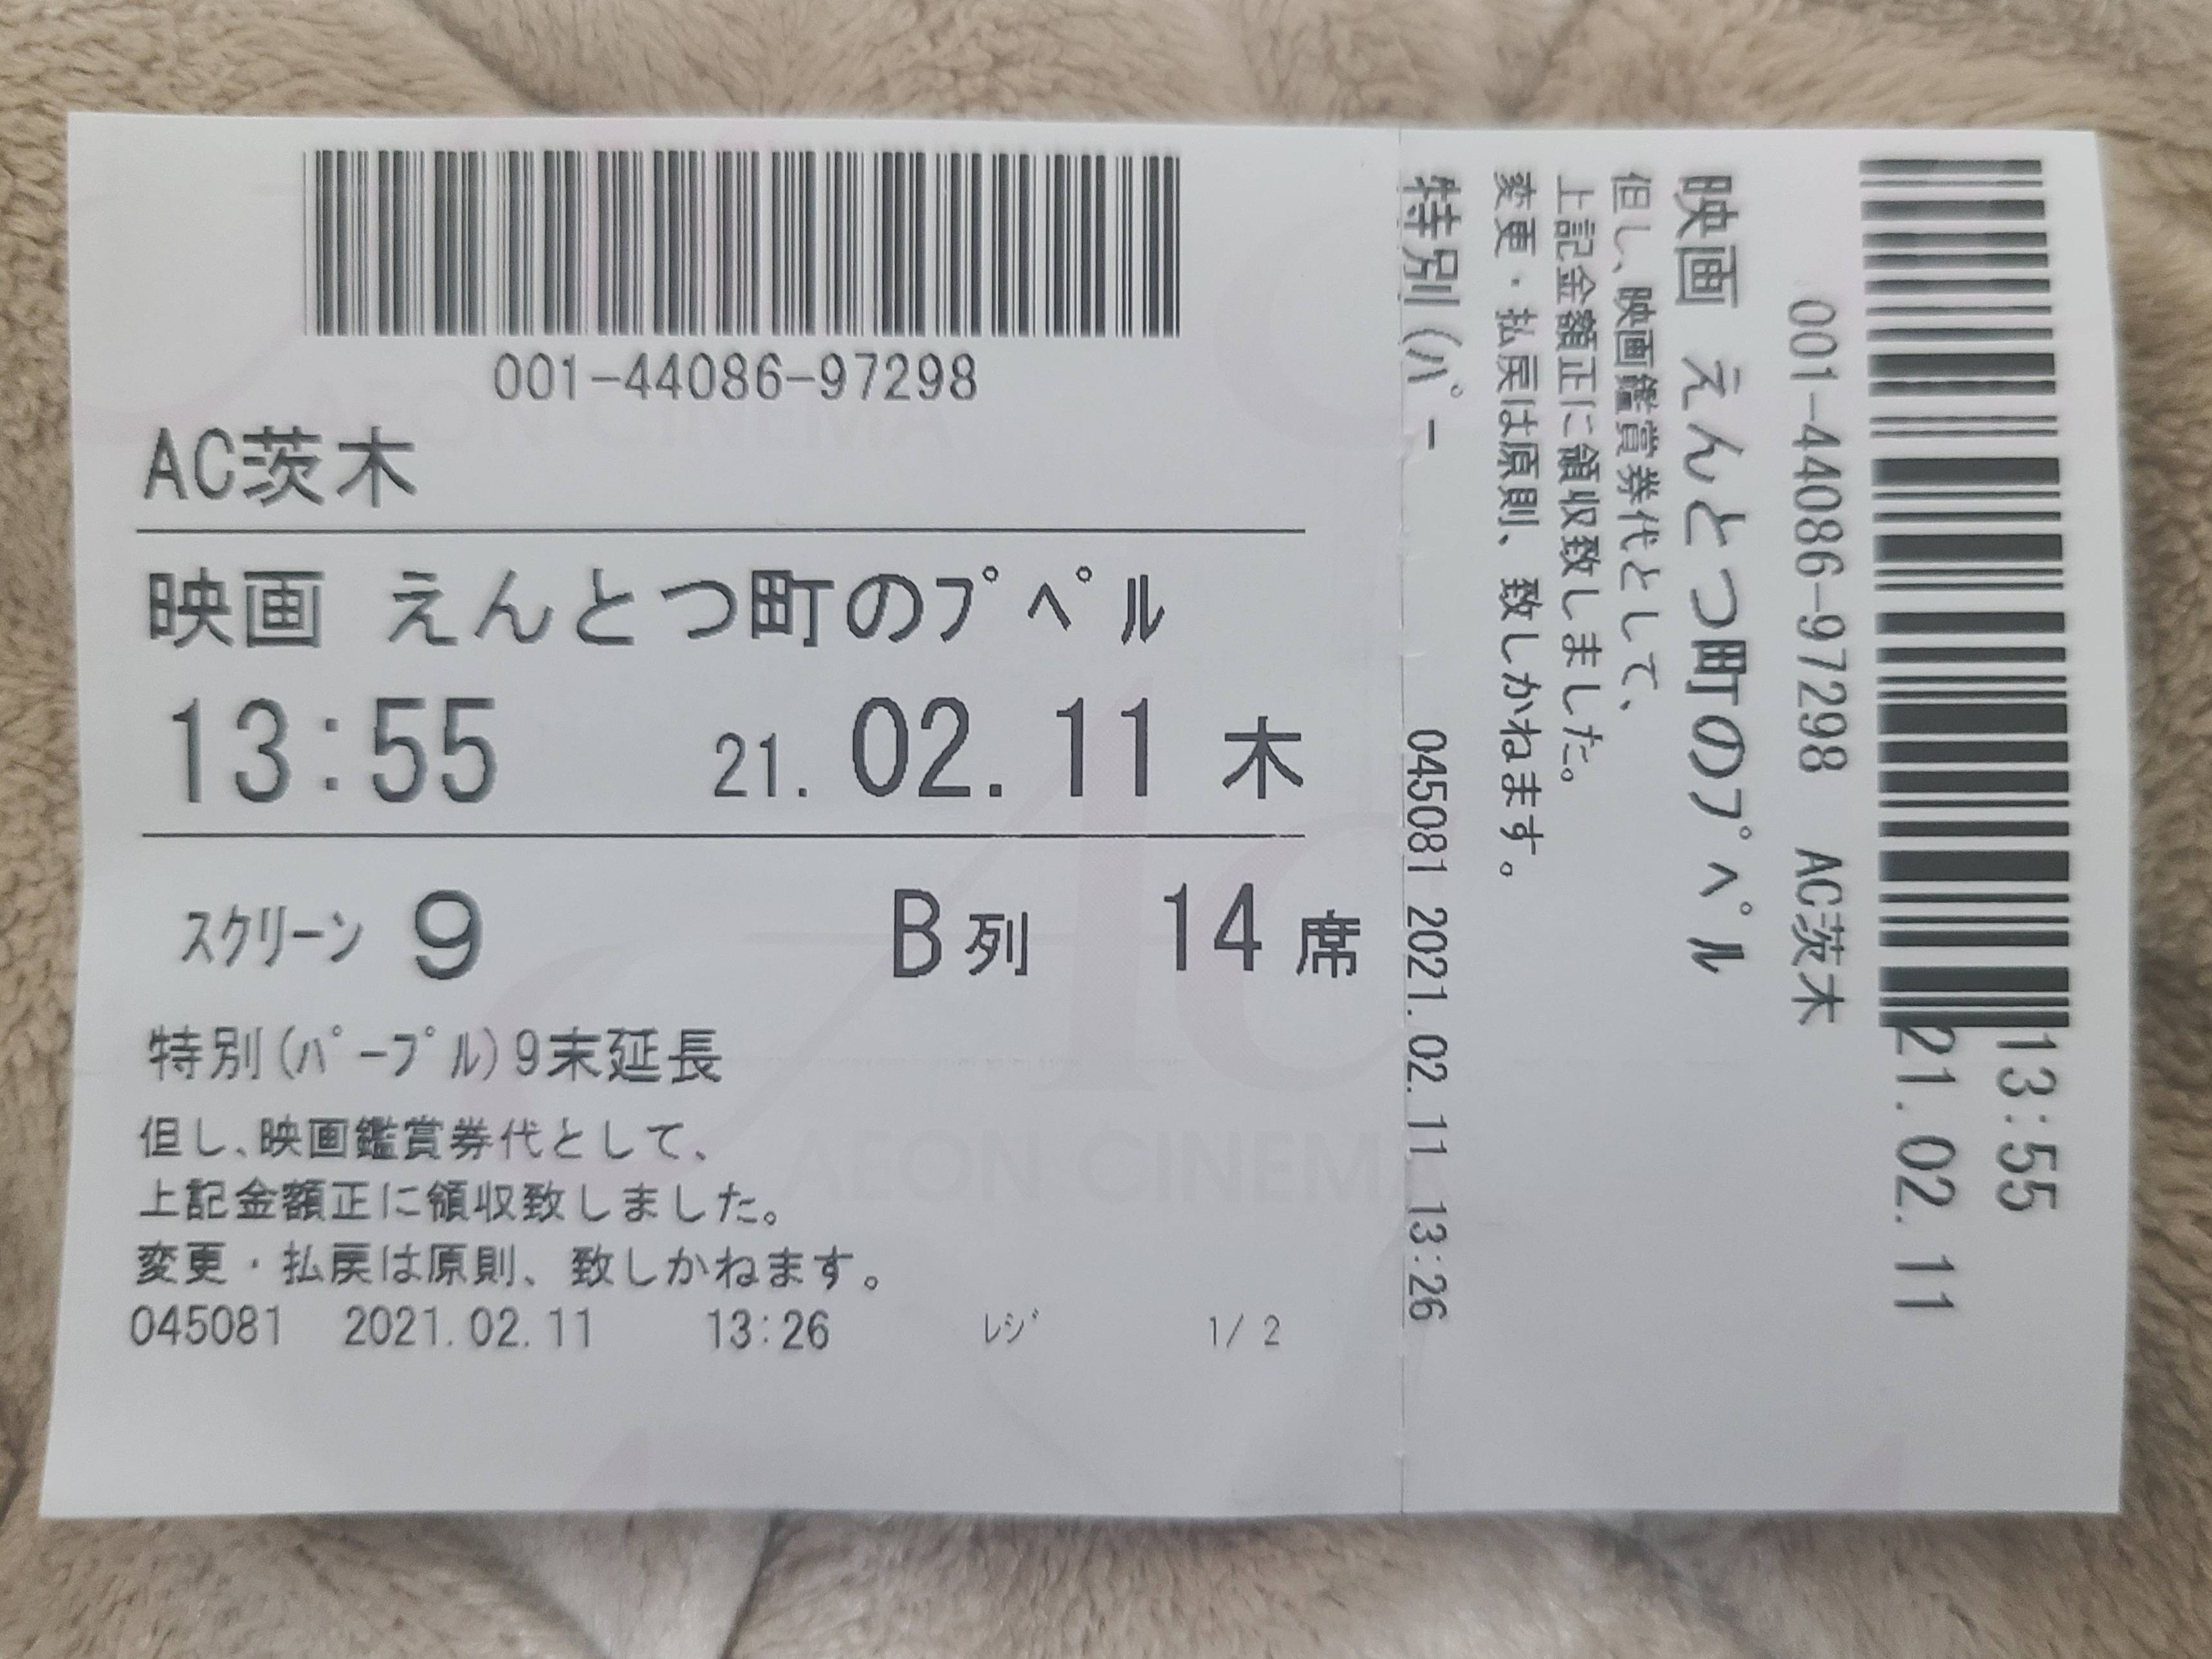 001-44086-97298
AEON CINEMA
AC茨木
映画 えんとつ町のﾌﾟﾍﾟﾙ
13:55 21.02.11 木
ｽｸﾘｰﾝ 9 B列 14席
特別(ﾊﾟｰﾌﾟﾙ)9末延長
但し、映画鑑賞券代として、
上記金額正に領収致しました。
変更・払戻は原則、致しかねます。
045081 2021.02.11 13:26 ﾚｼﾞ 1/ 2
AEON CINEMA
13:55
21.02.11
001-44086-97298 AC茨木
映画 えんとつ町のﾌﾟﾍﾟﾙ
但し、映画鑑賞券代として、
上記金額正に領収致しました。
変更・払戻は原則、致しかねます。
特別(ﾊﾟｰ 045081 2021.02.11 13:26